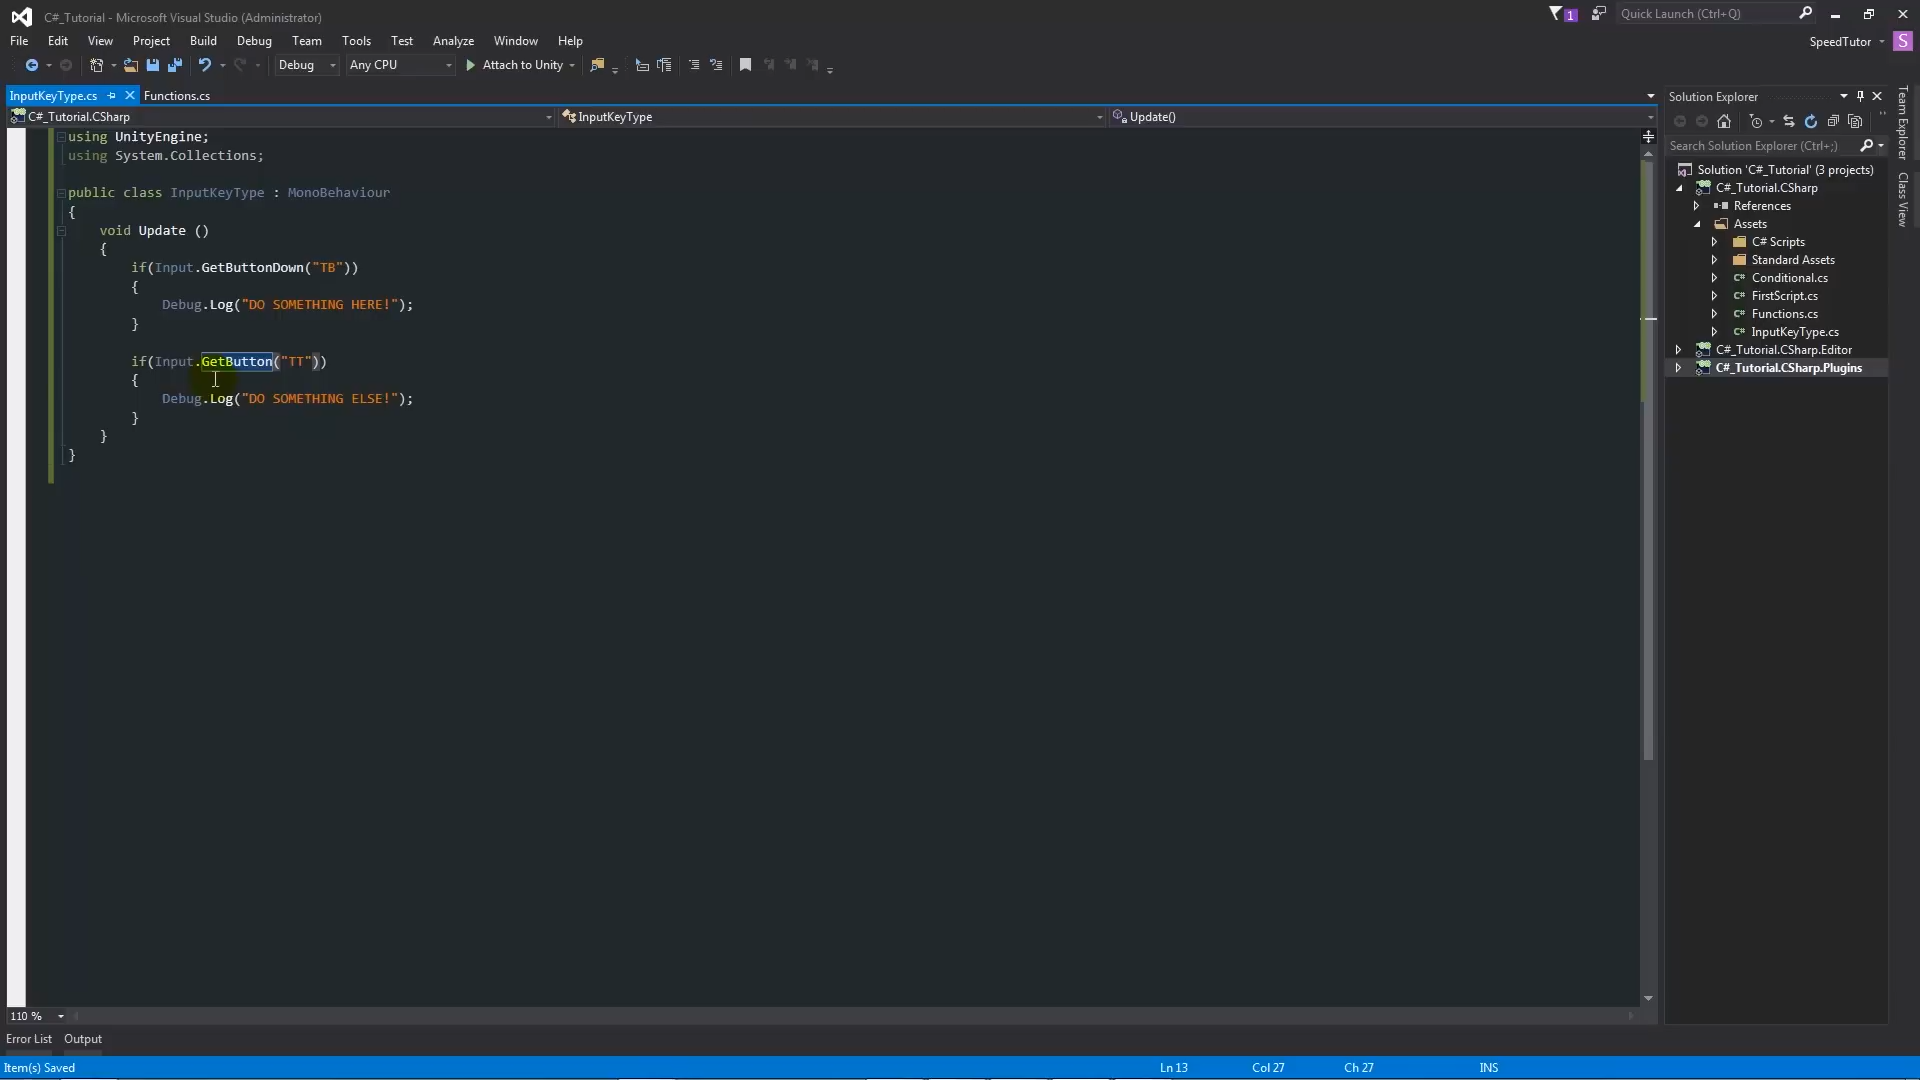 C#_Tutorial - Microsoft Visual Studio (Administrator)
1
Quick Launch (Ctrl+Q)
File Edit View Project Build Debug Team Tools Test Analyze Window Help
SpeedTutor
S
Debug Any CPU Attach to Unity
InputKeyType.cs Functions.cs
C#_Tutorial.CSharp InputKeyType Update()
using UnityEngine;
using System.Collections;
public class InputKeyType : MonoBehaviour
{
void Update ()
{
if(Input.GetButtonDown("TB"))
{
Debug.Log("DO SOMETHING HERE!");
}
if(Input.GetButton("TT"))
{
Debug.Log("DO SOMETHING ELSE!");
}
}
}
110 %
Solution Explorer
Search Solution Explorer (Ctrl+;)
Solution 'C#_Tutorial' (3 projects)
C#_Tutorial.CSharp
References
Assets
C# Scripts
Standard Assets
C# Conditional.cs
C# FirstScript.cs
C# Functions.cs
C# InputKeyType.cs
C#_Tutorial.CSharp.Editor
C#_Tutorial.CSharp.Plugins
Team Explorer
Class View
Error List Output
Item(s) Saved
Ln 13 Col 27 Ch 27 INS